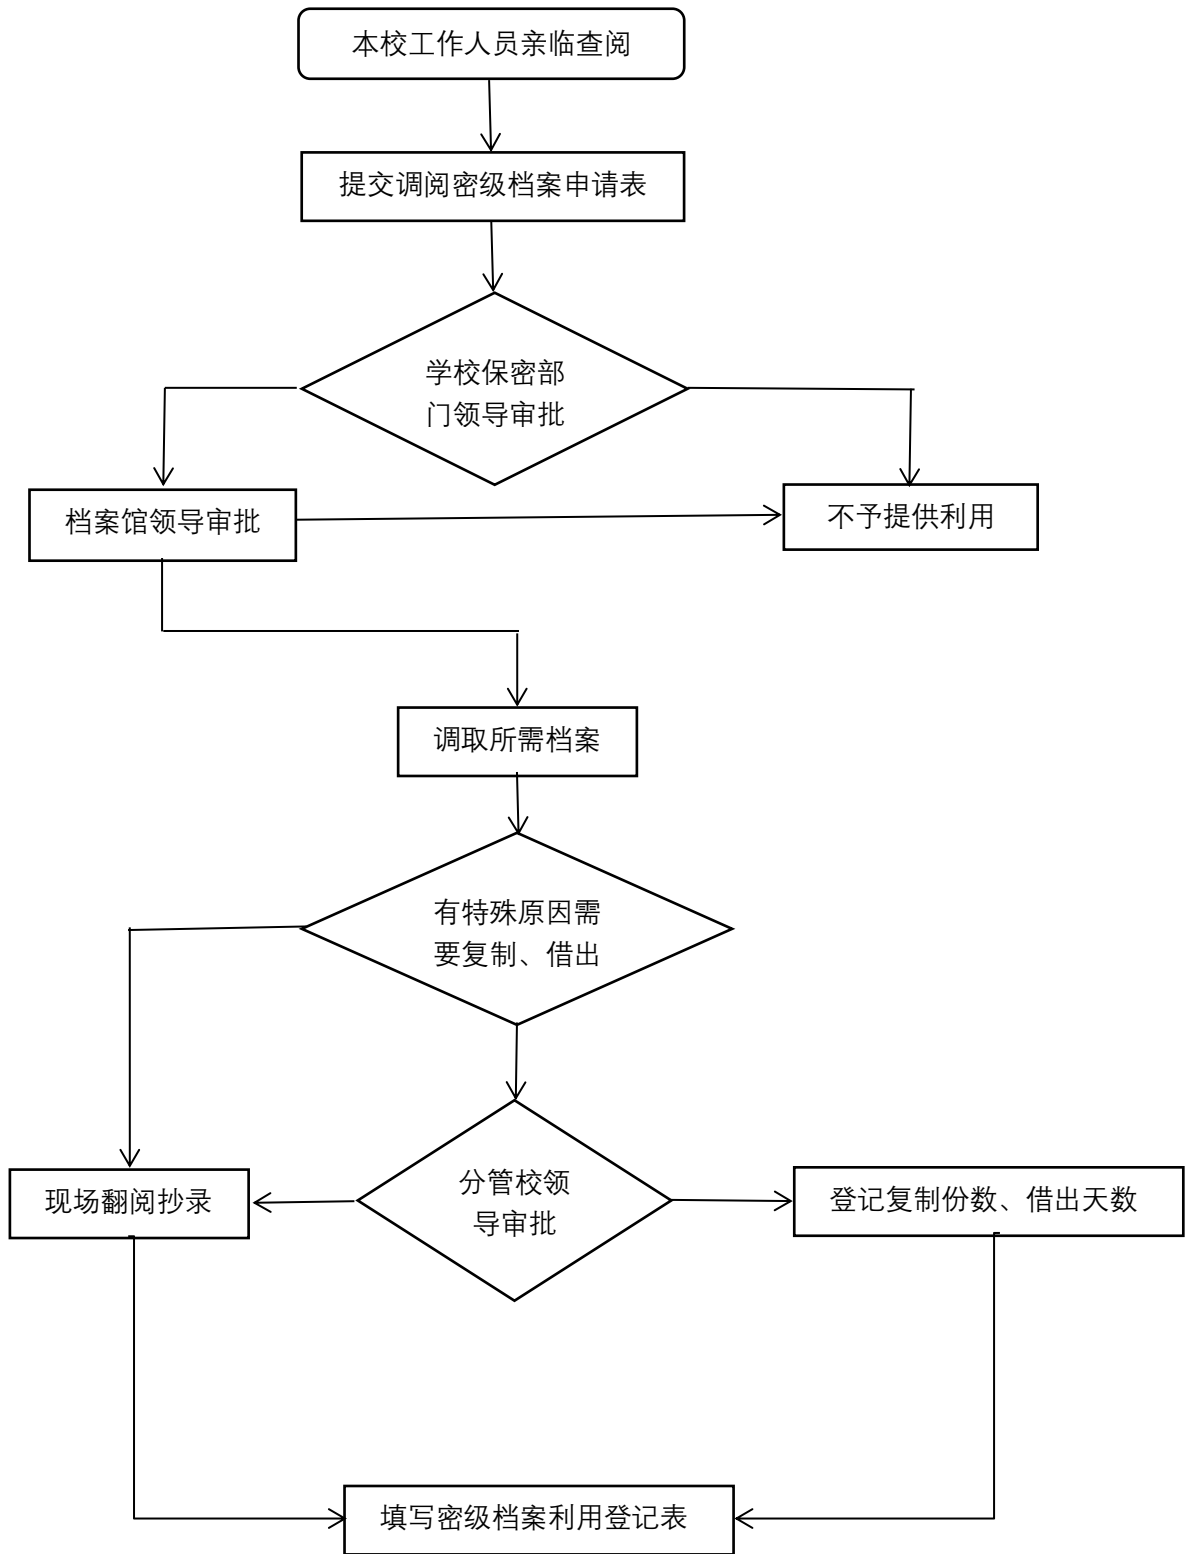 本校工作人员亲临查阅
提交调阅密级档案申请表
学校保密部
门领导审批
档案馆领导审批
不予提供利用
调取所需档案
有特殊原因需
要复制、借出
分管校领
导审批
现场翻阅抄录
登记复制份数、借出天数
填写密级档案利用登记表